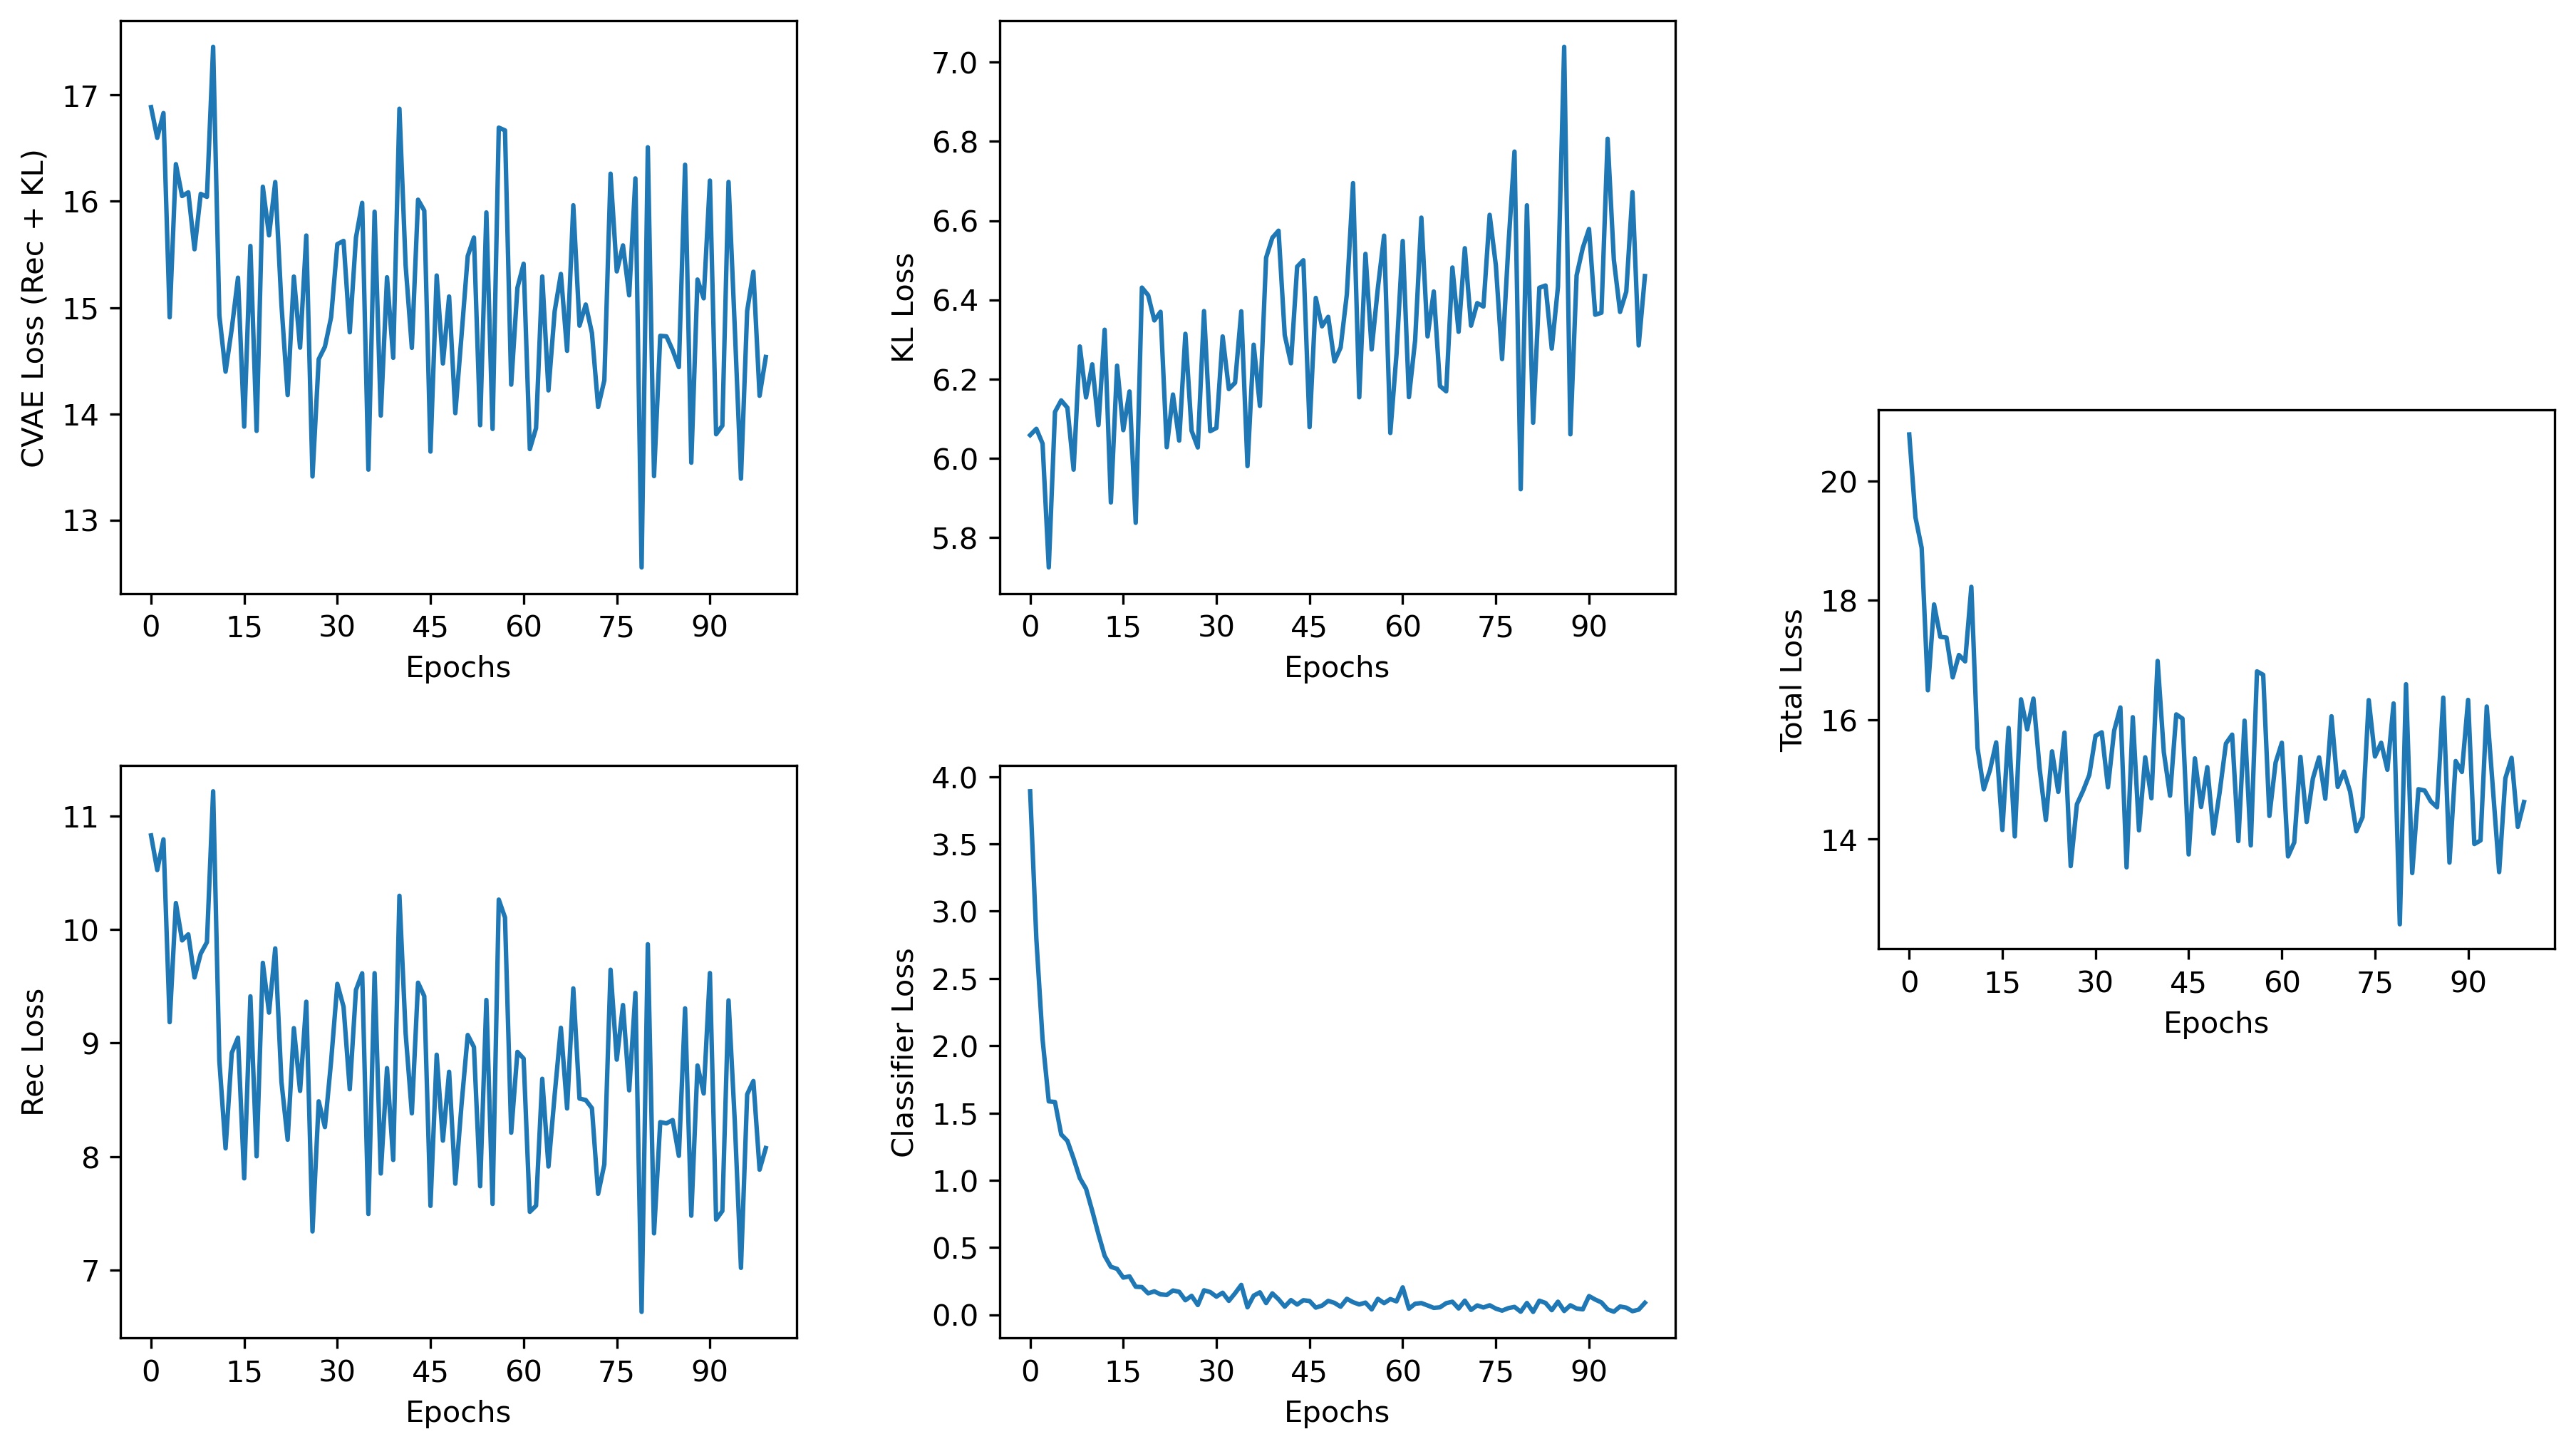 CVAE Loss (Rec + KL)
17
16
15
14
13
0 15 30 45 60 75 90
Epochs
KL Loss
7.0
6.8
6.6
6.4
6.2
6.0
5.8
0 15 30 45 60 75 90
Epochs
Rec Loss
11
10
9
8
7
0 15 30 45 60 75 90
Epochs
Classifier Loss
4.0
3.5
3.0
2.5
2.0
1.5
1.0
0.5
0.0
0 15 30 45 60 75 90
Epochs
Total Loss
20
18
16
14
0 15 30 45 60 75 90
Epochs